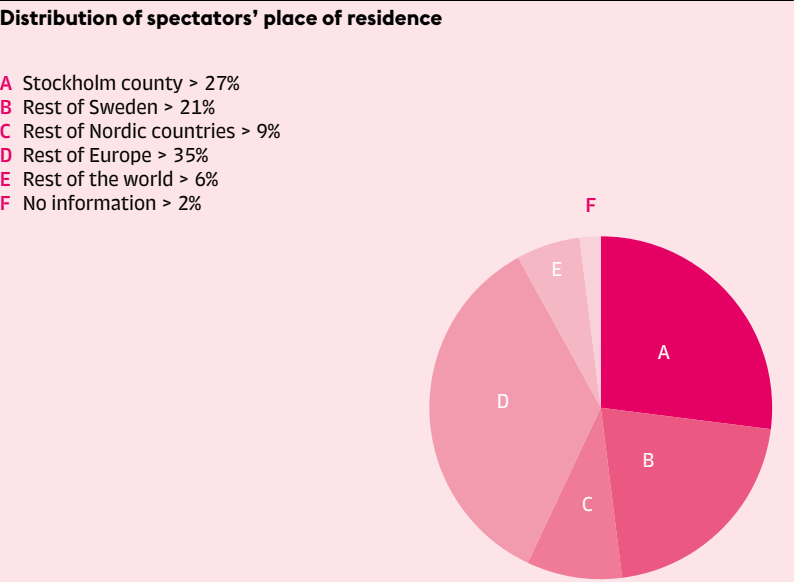 Distribution of spectators’ place of residence
A Stockholm county > 27%
B Rest of Sweden > 21%
C Rest of Nordic countries > 9%
D Rest of Europe > 35%
E Rest of the world > 6%
F No information > 2%
F
E
A
D
B
C